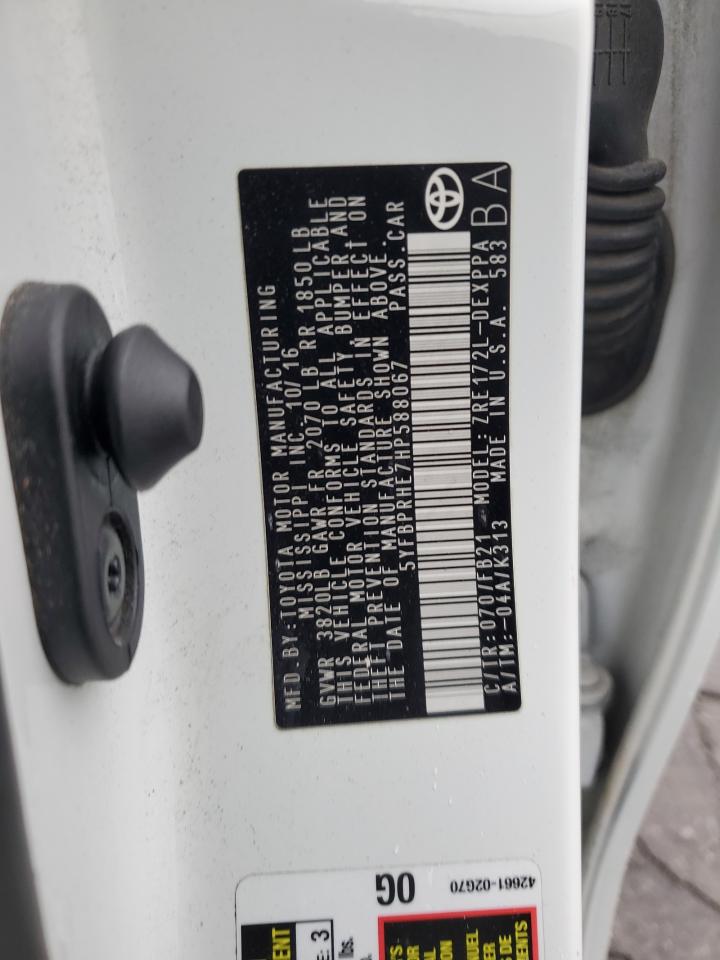 MFD.BY:TOYOTA MOTOR MANUFACTURING
MISSISSIPPI INC. 10/16
GVWR 3820LB GAWR FR 2070 LB RR 1850LB
THIS VEHICLE CONFORMS TO ALL APPLICABLE
FEDERAL MOTOR VEHICLE SAFETY BUMPER AND
THEFT PREVENTION STANDARDS IN EFFECT ON
THE DATE OF MANUFACTURE SHOWN ABOVE.
5YFBPRHE7HP588067 PASS.CAR
C/TR:070/FB21 MODEL:ZRE172L-DEXPPA
A/TM:-04A/K313 MADE IN U.S.A. 583
BA
0G
42661-02G70
E: 3
lbs.